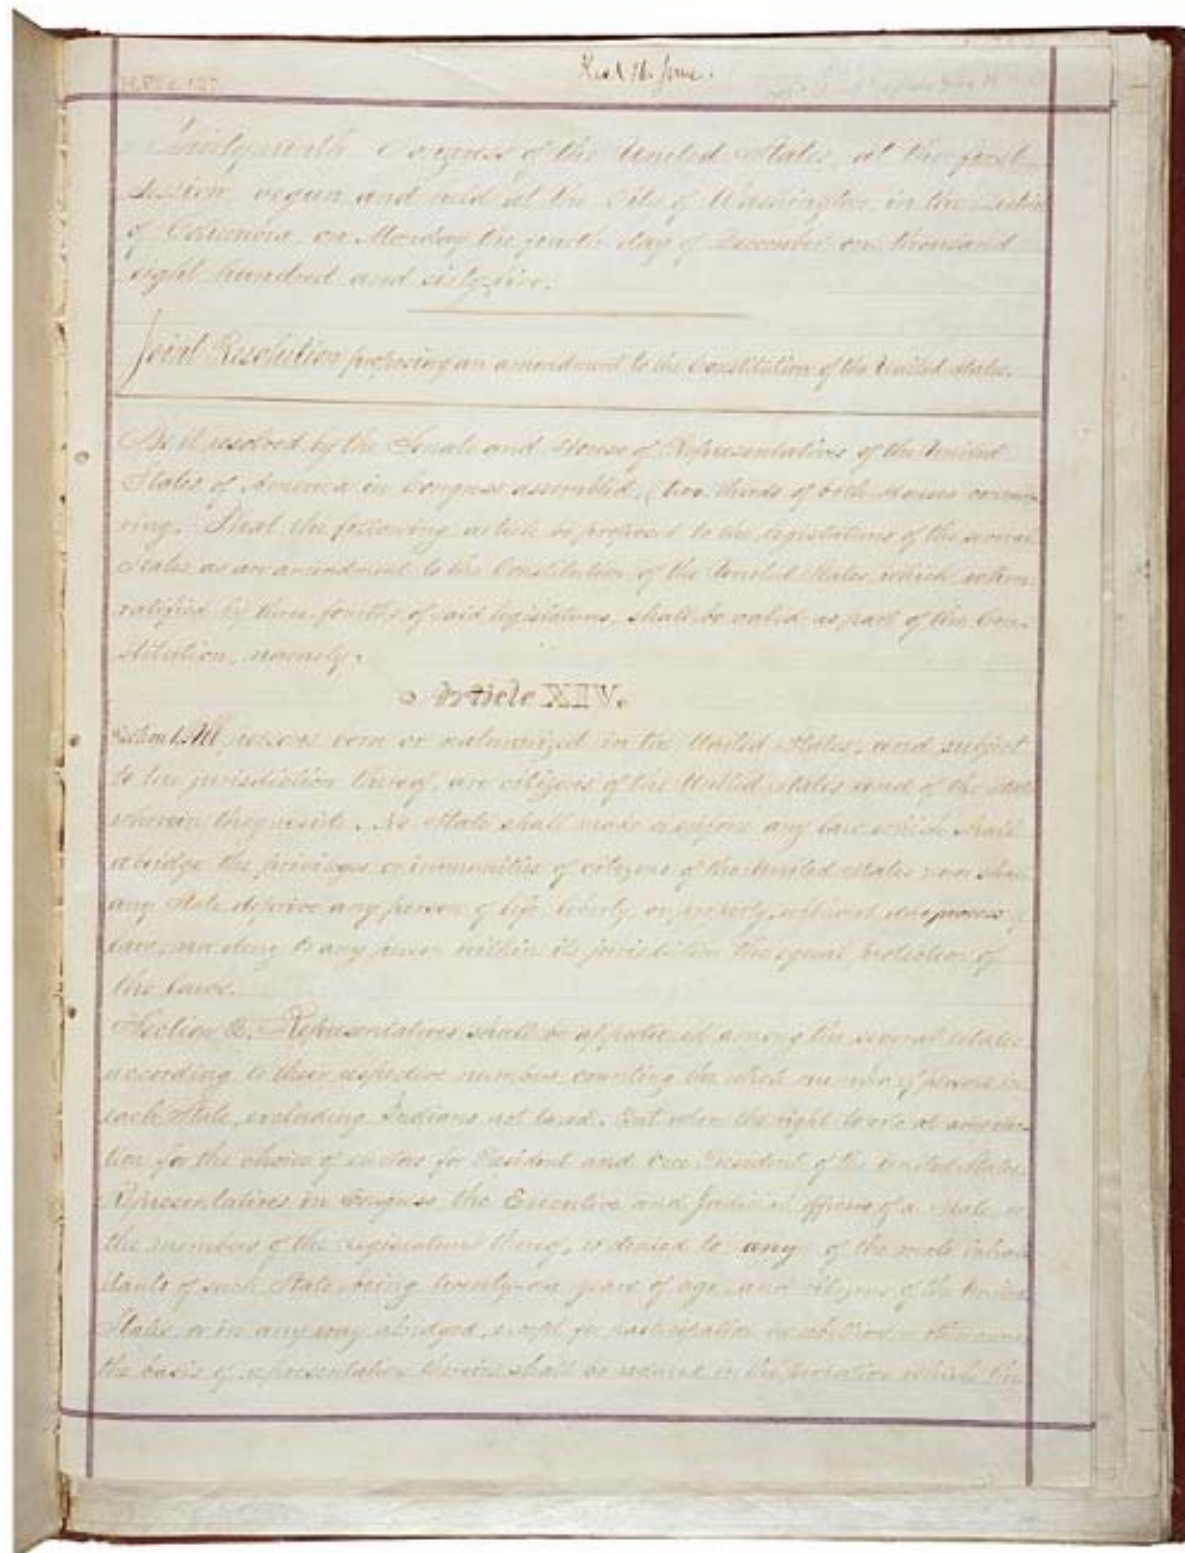 16 June.
Thirty-ninth Congress of the United States, at the first
session, begun and held at the City of Washington, in the District
of Columbia, on Monday the fourth day of December one thousand
eight hundred and sixty-five.
Joint Resolution proposing an amendment to the Constitution of the United States.
Be it resolved by the Senate and House of Representatives of the United
States of America in Congress assembled, (two thirds of both Houses concur-
ring,) That the following article be proposed to the legislatures of the several
States as an amendment to the Constitution of the United States, which, when
ratified by three fourths of said legislatures, shall be valid as part of the Con-
stitution, namely:
Article XIV.
Section 1. All persons born or naturalized in the United States, and subject
to the jurisdiction thereof, are citizens of the United States and of the State
wherein they reside. No State shall make or enforce any law which shall
abridge the privileges or immunities of citizens of the United States; nor shall
any State deprive any person of life, liberty, or property, without due process of
law; nor deny to any person within its jurisdiction the equal protection of
the laws.
Section 2. Representatives shall be apportioned among the several States
according to their respective numbers, counting the whole number of persons in
each State, excluding Indians not taxed. But when the right to vote at any elec-
tion for the choice of electors for President and Vice President of the United States,
Representatives in Congress, the Executive and Judicial officers of a State, or
the members of the Legislature thereof, is denied to any of the male inhabi-
tants of such State, being twenty-one years of age, and citizens of the United
States, or in any way abridged, except for participation in rebellion, or other crime,
the basis of representation therein shall be reduced in the proportion which the